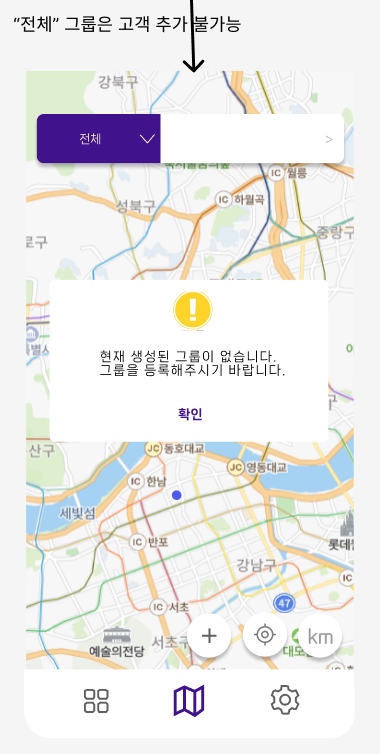 “전체” 그룹은 고객 추가 불가능
강북구
전체
>
IC 월릉
성북구
IC 하월곡
중랑구
로구
현재 생성된 그룹이 없습니다.
그룹을 등록해주시기 바랍니다.
확인
산구
JC 동호대교
JC 영동대교
IC 한남
세빛섬
IC 반포
롯데
강남구
47
IC 서초
예술의전당
서초구
+
km
대모